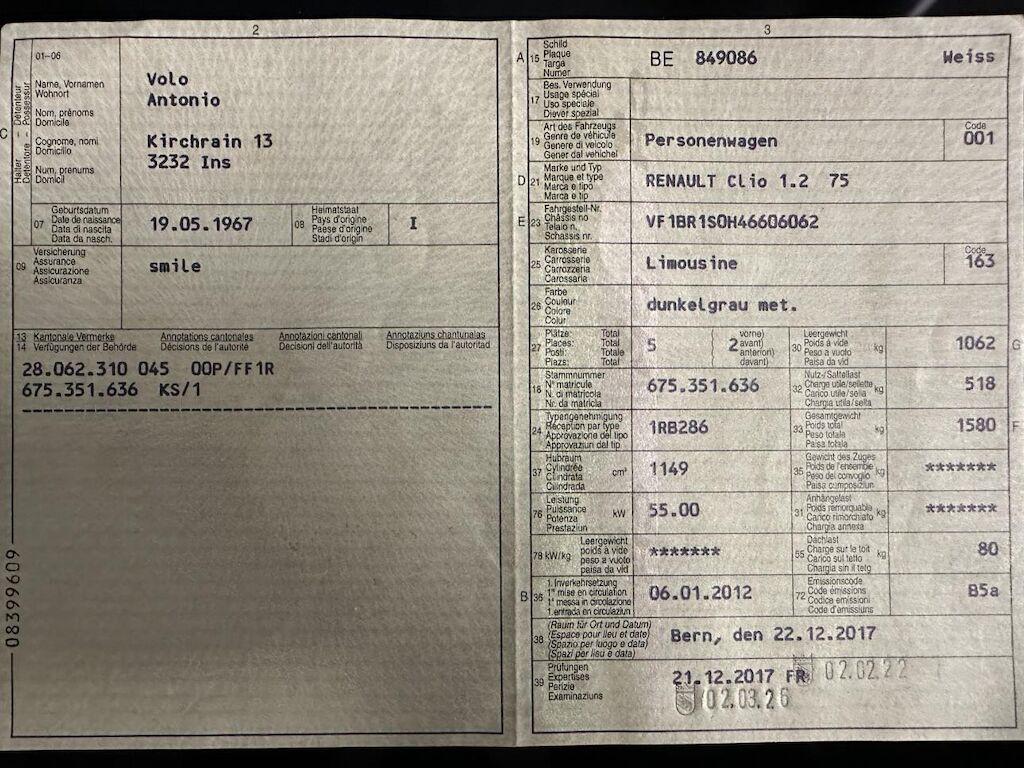 2
01-06
C
Halter – Détenteur
Detentore – Possessur
Name, Vornamen
Wohnort
Nom, prénoms
Domicile
Cognome, nomi
Domicilio
Num, prenums
Domicil
Volo
Antonio
Kirchrain 13
3232 Ins
07
Geburtsdatum
Date de naissance
Data di nascita
Data da nasch.
19.05.1967
08
Heimatstaat
Pays d'origine
Paese d'origine
Stadi d'origin
I
09
Versicherung
Assurance
Assicurazione
Assicuranza
smile
13 Kantonale Vermerke Annotations cantonales Annotazioni cantonali Annotaziuns chantunalas
14 Verfügungen der Behörde Décisions de l'autorité Decisioni dell'autorità Disposiziuns da l'autoritad
28.062.310 045 00P/FF1R
675.351.636 KS/1
08399609
3
A 15
Schild
Plaque
Targa
Numer
BE 849086 Weiss
17
Bes. Verwendung
Usage spécial
Uso speciale
Diever spezial
19
Art des Fahrzeugs
Genre de véhicule
Genere di veicolo
Gener dal vehichel
Personenwagen
Code
001
D 21
Marke und Typ
Marque et type
Marca e tipo
Marca e tip
RENAULT Clio 1.2 75
E 23
Fahrgestell-Nr.
Châssis no
Telaio n.
Schassis nr.
VF1BR1S0H46606062
25
Karosserie
Carrosserie
Carrozzeria
Carossaria
Limousine
Code
163
26
Farbe
Couleur
Colore
Colur
dunkelgrau met.
27
Plätze: Total
Places: Total
Posti: Totale
Plazs: Total
5
( vorne)
( 2 avant)
( anteriori)
( davant)
30
Leergewicht
Poids à vide
Peso a vuoto
Paisa da vid
kg
1062
G
18
Stammnummer
N° matricule
N. di matricola
Nr. da matricla
675.351.636
32
Nutz-/Sattellast
Charge utile/sellette
Carico utile/sella
Chargia utila/sella
kg
518
24
Typengenehmigung
Réception par type
Approvazione del tipo
Approvaziun dal tip
1RB286
33
Gesamtgewicht
Poids total
Peso totale
Paisa totala
kg
1580
F
37
Hubraum
Cylindrée
Cilindrata
Cilindrada
cm³
1149
35
Gewicht des Zuges
Poids de l'ensemble
Peso del convoglio
Paisa cumposiziun
kg
*******
76
Leistung
Puissance
Potenza
Prestaziun
kW
55.00
31
Anhängelast
Poids remorquable
Carico rimorchiato
Chargia annexa
kg
*******
78 kW/kg
Leergewicht
poids à vide
peso a vuoto
paisa da vid
*******
55
Dachlast
Charge sur le toit
Carico sul tetto
Chargia sin il tetg
kg
80
B 36
1. Inverkehrsetzung
1re mise en circulation
1a messa in circolazione
1. entrada en circulaziun
06.01.2012
72
Emissionscode
Code émissions
Codice emissioni
Code d'emissiuns
B5a
38
(Raum für Ort und Datum)
(Espace pour lieu et date)
(Spazio per luogo e data)
(Spazi per lieu e data)
Bern, den 22.12.2017
39
Prüfungen
Expertises
Perizie
Examinaziuns
21.12.2017 FR 02.02.22
02.03.26